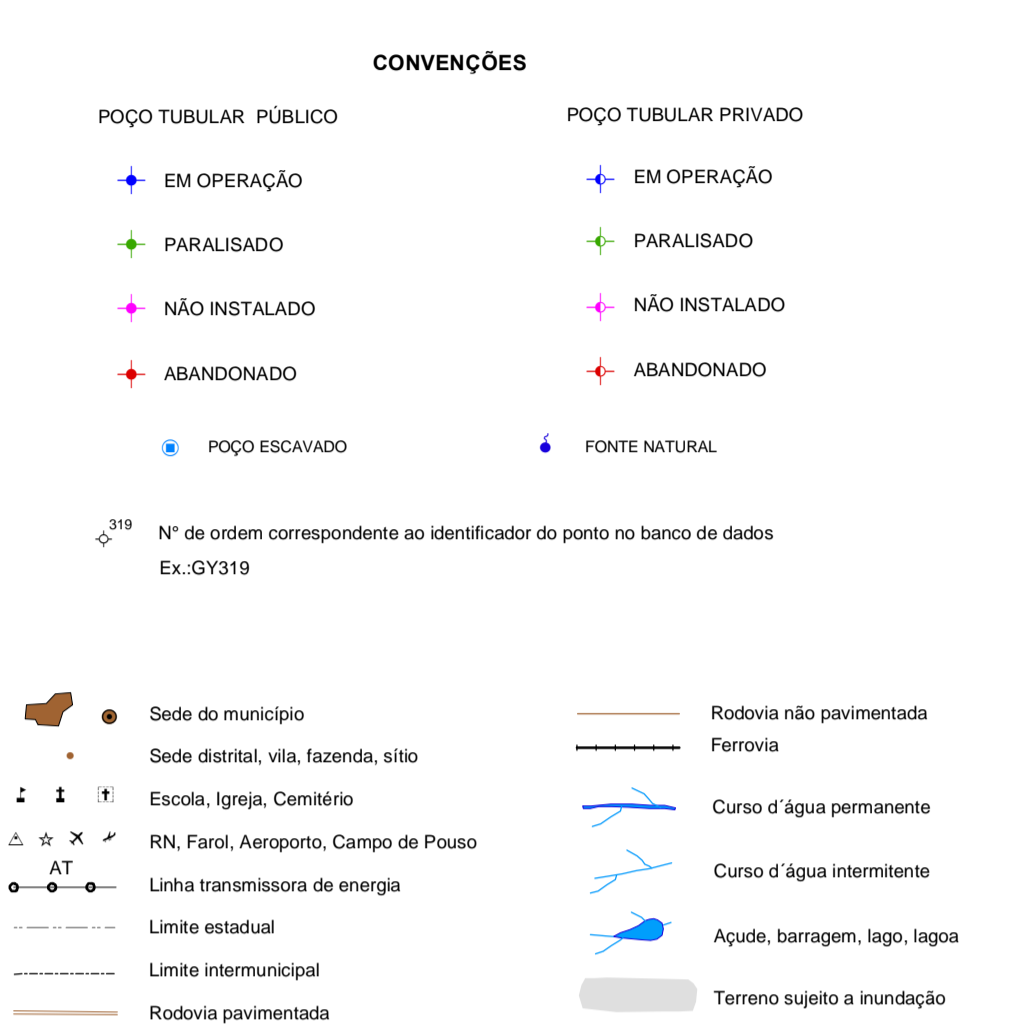 CONVENÇÕES
POÇO TUBULAR PÚBLICO
EM OPERAÇÃO
PARALISADO
NÃO INSTALADO
ABANDONADO
POÇO TUBULAR PRIVADO
EM OPERAÇÃO
PARALISADO
NÃO INSTALADO
ABANDONADO
POÇO ESCAVADO
FONTE NATURAL
319
N° de ordem correspondente ao identificador do ponto no banco de dados
Ex.:GY319
Sede do município
Sede distrital, vila, fazenda, sítio
Escola, Igreja, Cemitério
RN, Farol, Aeroporto, Campo de Pouso
AT
Linha transmissora de energia
Limite estadual
Limite intermunicipal
Rodovia pavimentada
Rodovia não pavimentada
Ferrovia
Curso d´água permanente
Curso d´água intermitente
Açude, barragem, lago, lagoa
Terreno sujeito a inundação